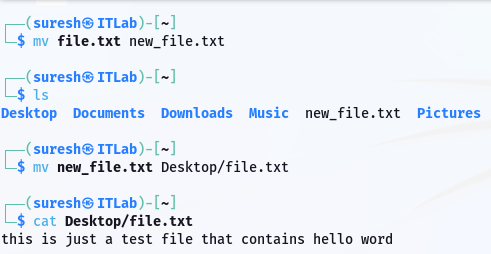 ┌──(suresh㉿ITLab)-[~]
└─$ mv file.txt new_file.txt
┌──(suresh㉿ITLab)-[~]
└─$ ls
Desktop  Documents  Downloads  Music  new_file.txt  Pictures
┌──(suresh㉿ITLab)-[~]
└─$ mv new_file.txt Desktop/file.txt
┌──(suresh㉿ITLab)-[~]
└─$ cat Desktop/file.txt
this is just a test file that contains hello word